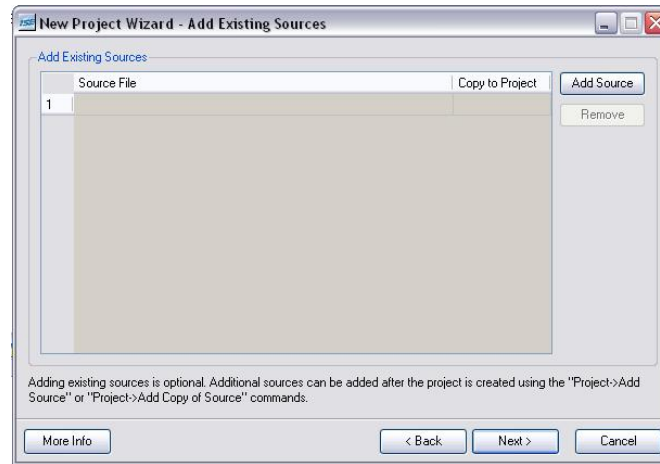 ISE New Project Wizard - Add Existing Sources
Add Existing Sources
Source File Copy to Project
Add Source
1
Remove
Adding existing sources is optional. Additional sources can be added after the project is created using the "Project->Add
Source" or "Project->Add Copy of Source" commands.
More Info < Back Next > Cancel